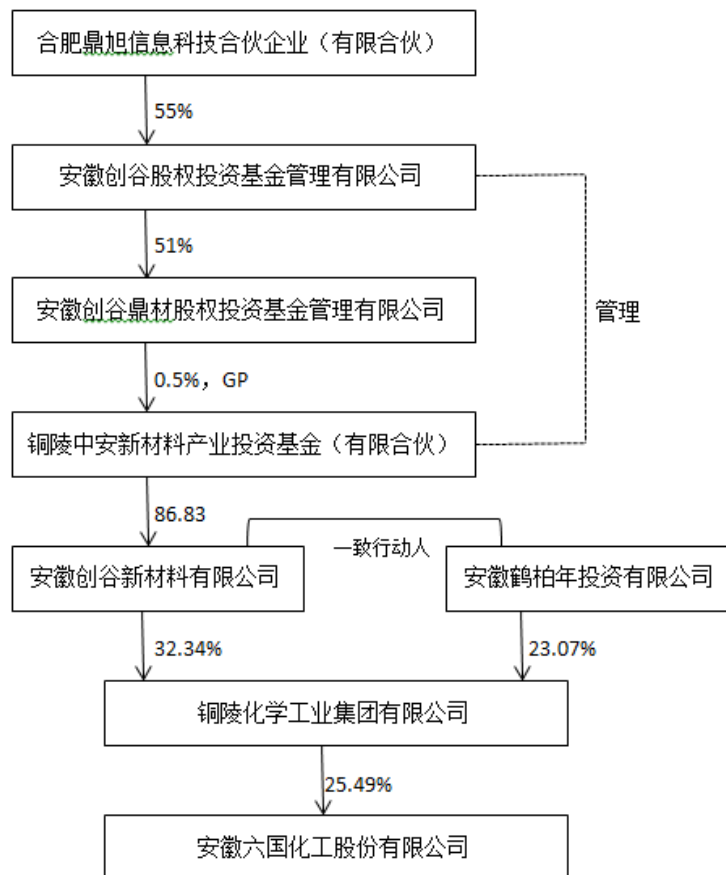 合肥鼎旭信息科技合伙企业（有限合伙）
55%
安徽创谷股权投资基金管理有限公司
51%
安徽创谷鼎材股权投资基金管理有限公司
管理
0.5%，GP
铜陵中安新材料产业投资基金（有限合伙）
86.83
一致行动人
安徽创谷新材料有限公司
安徽鹤柏年投资有限公司
32.34%
23.07%
铜陵化学工业集团有限公司
25.49%
安徽六国化工股份有限公司